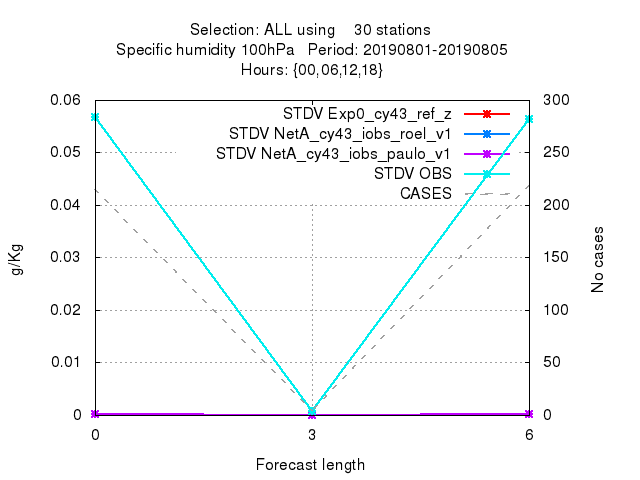 Selection: ALL using    30 stations
Specific humidity 100hPa   Period: 20190801-20190805
Hours: {00,06,12,18}
0.06
0.05
0.04
0.03
0.02
0.01
0
g/Kg
STDV Exp0_cy43_ref_z
STDV NetA_cy43_iobs_roel_v1
STDV NetA_cy43_iobs_paulo_v1
STDV OBS
CASES
300
250
200
150
100
50
0
No cases
0 3 6
Forecast length